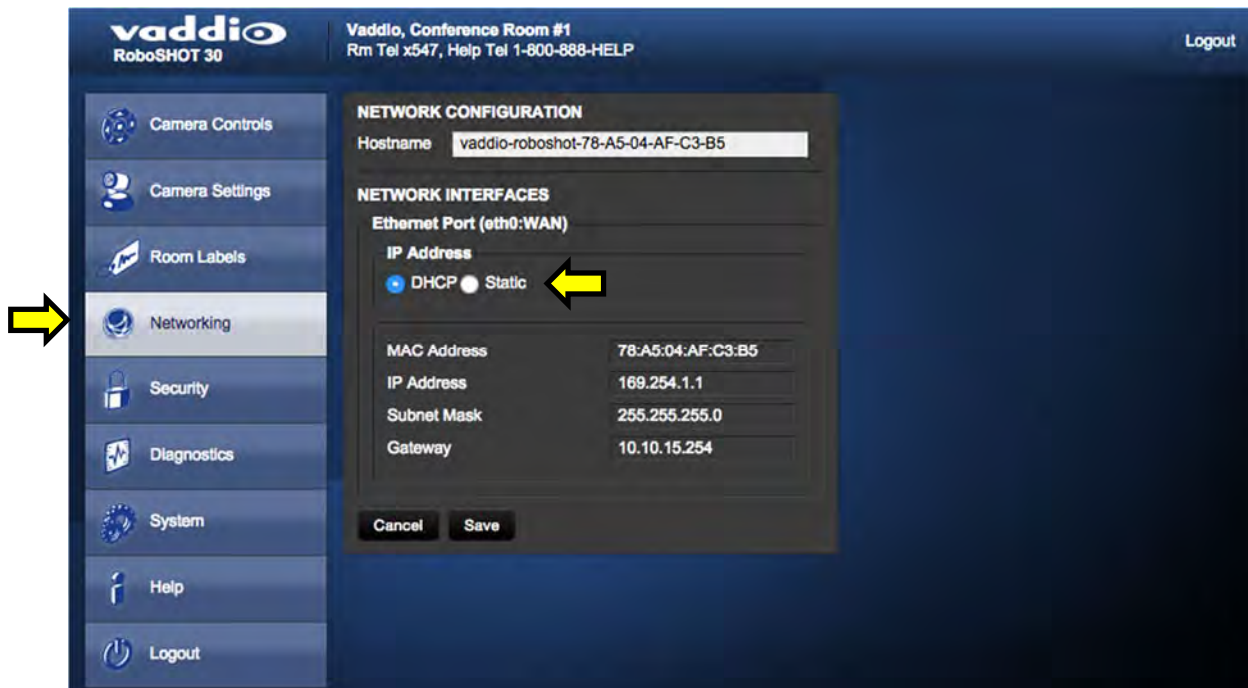 vaddio
RoboSHOT 30
Vaddio, Conference Room #1
Rm Tel x547, Help Tel 1-800-888-HELP
Logout
Camera Controls
Camera Settings
Room Labels
Networking
Security
Diagnostics
System
Help
Logout
NETWORK CONFIGURATION
Hostname vaddio-roboshot-78-A5-04-AF-C3-B5
NETWORK INTERFACES
Ethernet Port (eth0:WAN)
IP Address
DHCP Static
MAC Address 78:A5:04:AF:C3:B5
IP Address 169.254.1.1
Subnet Mask 255.255.255.0
Gateway 10.10.15.254
Cancel Save